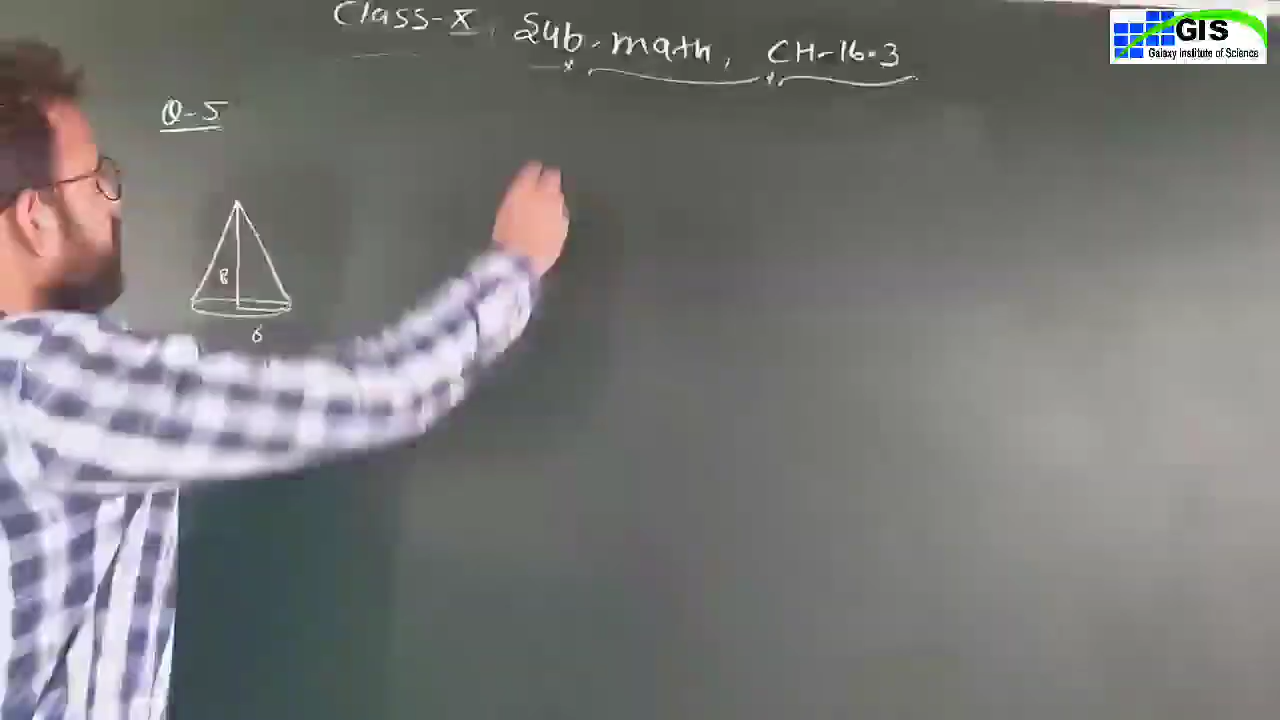 Class-X, Sub. math, CH-16.3
GIS
Galaxy Institute of Science
Q-5
8
6